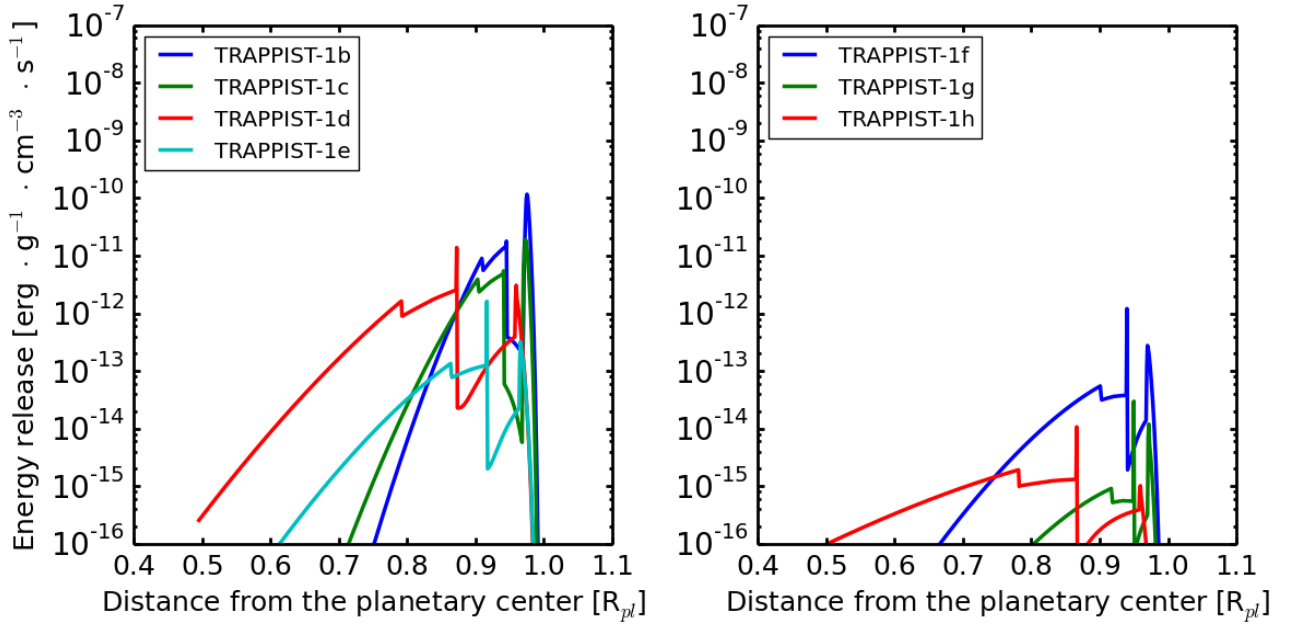 Energy release [erg · g⁻¹ · cm⁻³ · s⁻¹ ]
10⁻⁷
10⁻⁸
10⁻⁹
10⁻¹⁰
10⁻¹¹
10⁻¹²
10⁻¹³
10⁻¹⁴
10⁻¹⁵
10⁻¹⁶
TRAPPIST-1b
TRAPPIST-1c
TRAPPIST-1d
TRAPPIST-1e
0.4 0.5 0.6 0.7 0.8 0.9 1.0 1.1
Distance from the planetary center [R_pl]
10⁻⁷
10⁻⁸
10⁻⁹
10⁻¹⁰
10⁻¹¹
10⁻¹²
10⁻¹³
10⁻¹⁴
10⁻¹⁵
10⁻¹⁶
TRAPPIST-1f
TRAPPIST-1g
TRAPPIST-1h
0.4 0.5 0.6 0.7 0.8 0.9 1.0 1.1
Distance from the planetary center [R_pl]